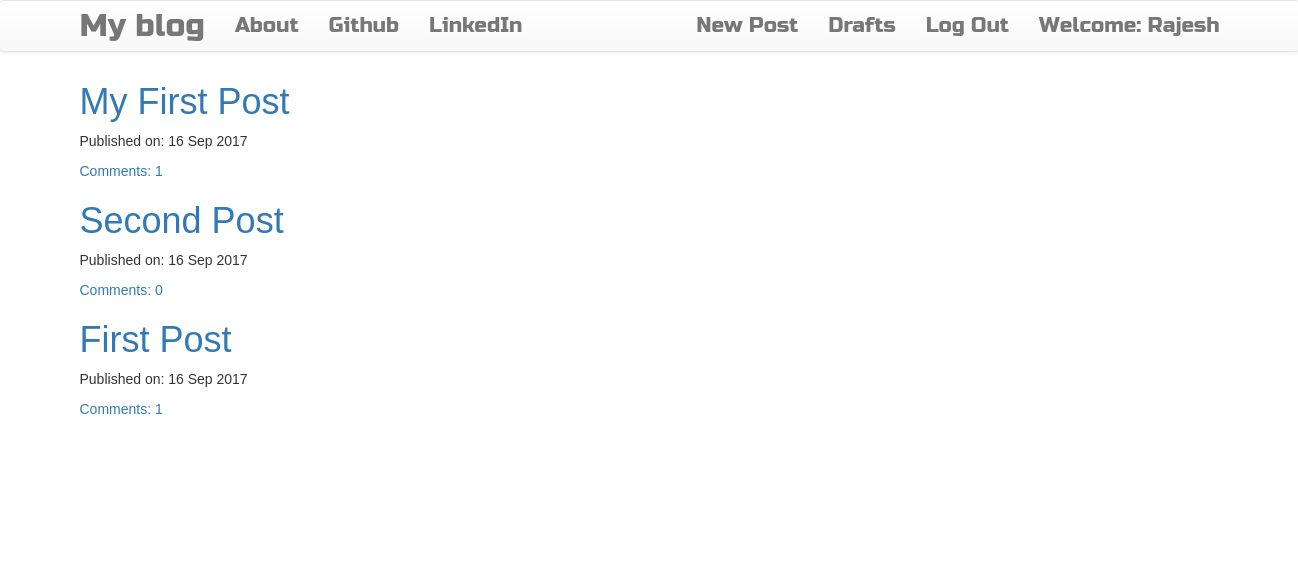 My blog About Github LinkedIn New Post Drafts Log Out Welcome: Rajesh
My First Post
Published on: 16 Sep 2017
Comments: 1
Second Post
Published on: 16 Sep 2017
Comments: 0
First Post
Published on: 16 Sep 2017
Comments: 1